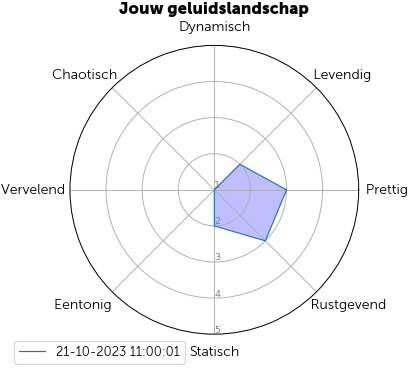 Jouw geluidslandschap
Dynamisch
Chaotisch
Levendig
Vervelend
1
Prettig
2
3
Eentonig
4
Rustgevend
5
21-10-2023 11:00:01
Statisch